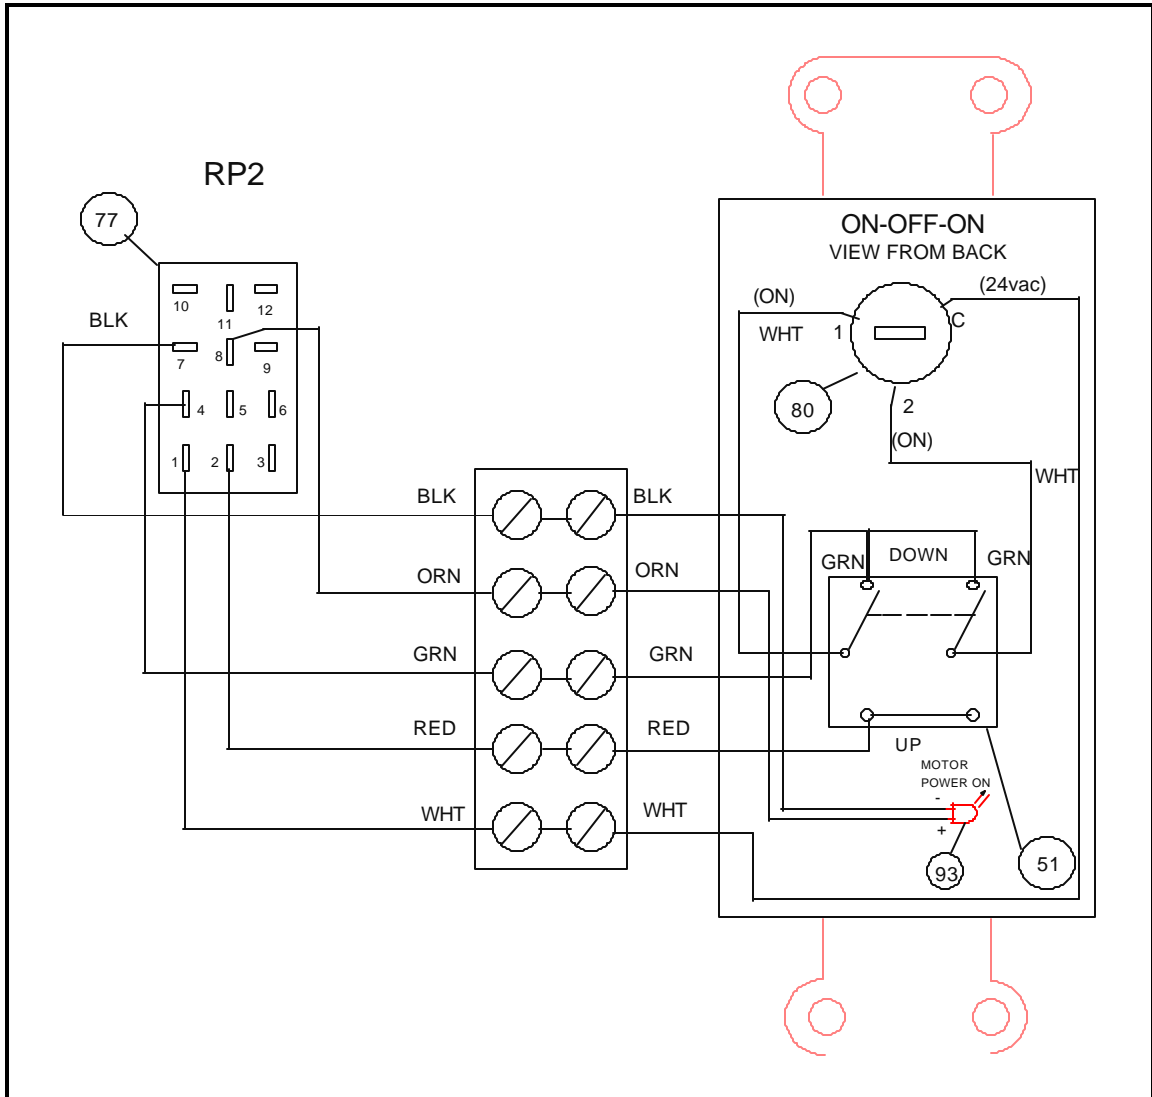 RP2
77
10
11
12
BLK
7
8
9
4
5
6
1
2
3
BLK
BLK
ORN
ORN
GRN
GRN
RED
RED
WHT
WHT
ON-OFF-ON
VIEW FROM BACK
(ON)
(24vac)
WHT
1
C
80
2
(ON)
WHT
GRN
DOWN
GRN
UP
MOTOR
POWER ON
-
+
93
51